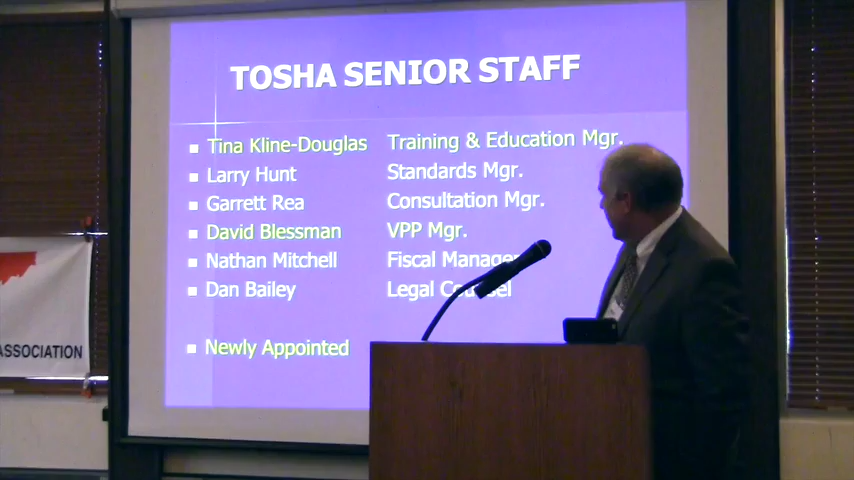 TOSHA SENIOR STAFF
Tina Kline-Douglas Training & Education Mgr.
Larry Hunt Standards Mgr.
Garrett Rea Consultation Mgr.
David Blessman VPP Mgr.
Nathan Mitchell Fiscal Manager
Dan Bailey Legal Counsel
Newly Appointed
ASSOCIATION